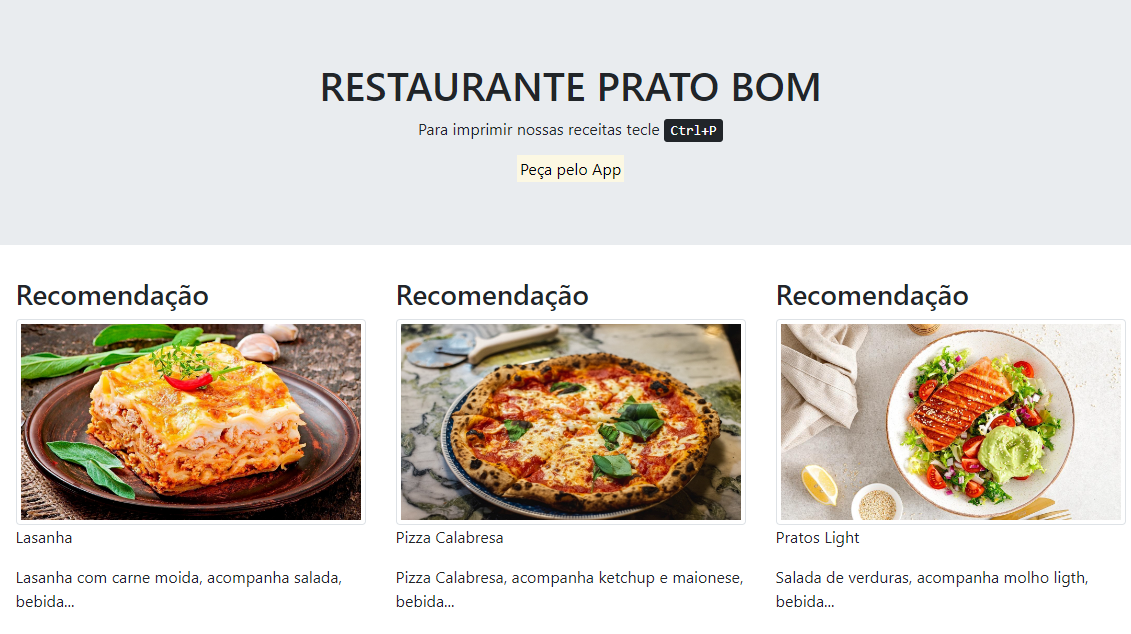 RESTAURANTE PRATO BOM
Para imprimir nossas receitas tecle Ctrl+P
Peça pelo App
Recomendação
Lasanha
Lasanha com carne moida, acompanha salada,
bebida...
Recomendação
Pizza Calabresa
Pizza Calabresa, acompanha ketchup e maionese,
bebida...
Recomendação
Pratos Light
Salada de verduras, acompanha molho ligth,
bebida...